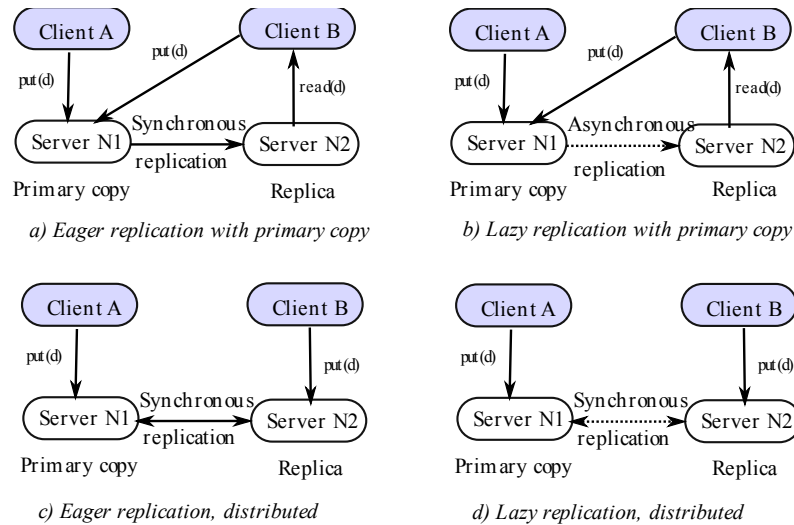 Client A
Client B
put(d)
put(d)
read(d)
Server N1
Synchronous
replication
Server N2
Primary copy
Replica
a) Eager replication with primary copy
Client A
Client B
put(d)
put(d)
read(d)
Server N1
Asynchronous
replication
Server N2
Primary copy
Replica
b) Lazy replication with primary copy
Client A
Client B
put(d)
put(d)
Server N1
Synchronous
replication
Server N2
Primary copy
Replica
c) Eager replication, distributed
Client A
Client B
put(d)
put(d)
Server N1
Asynchronous
replication
Server N2
Primary copy
Replica
d) Lazy replication, distributed